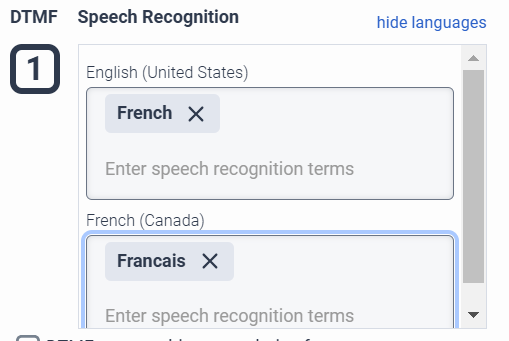 DTMF Speech Recognition
hide languages
1
English (United States)
French
Enter speech recognition terms
French (Canada)
Francais
Enter speech recognition terms